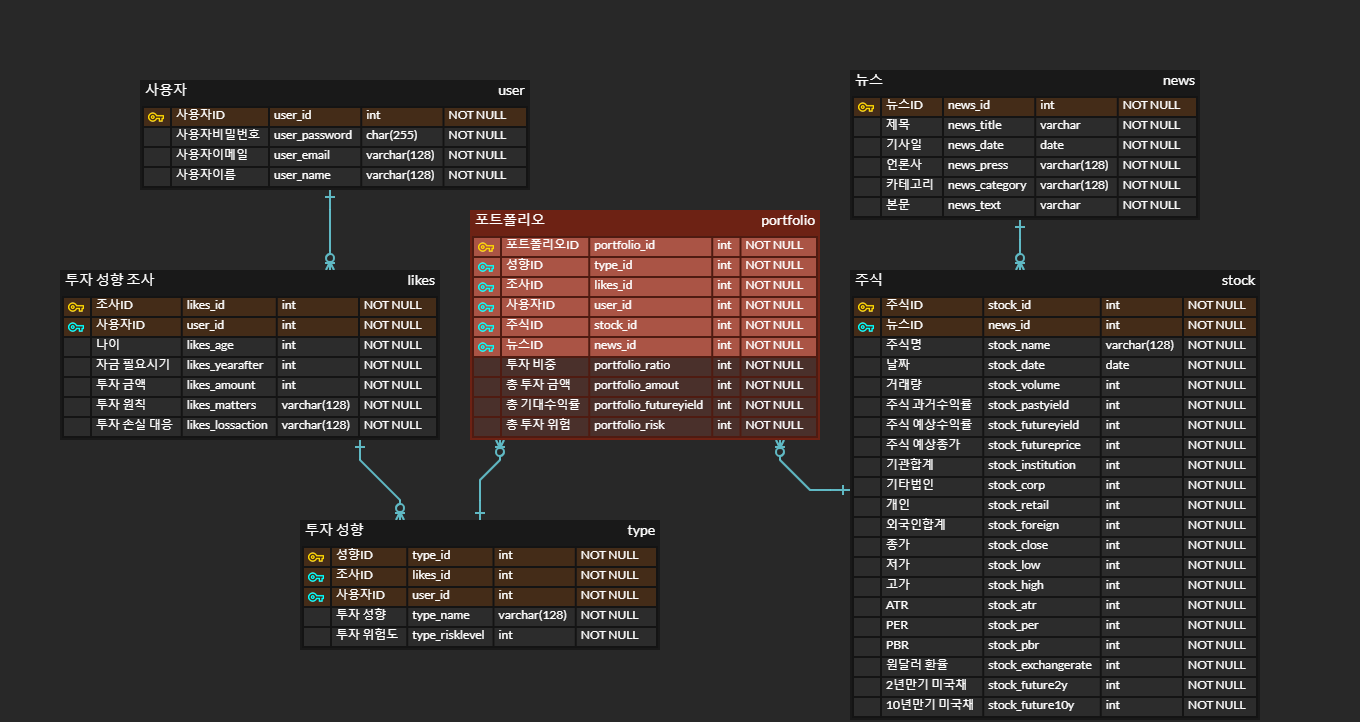 사용자 user
사용자ID user_id int NOT NULL
사용자비밀번호 user_password char(255) NOT NULL
사용자이메일 user_email varchar(128) NOT NULL
사용자이름 user_name varchar(128) NOT NULL
뉴스 news
뉴스ID news_id int NOT NULL
제목 news_title varchar NOT NULL
기사일 news_date date NOT NULL
언론사 news_press varchar(128) NOT NULL
카테고리 news_category varchar(128) NOT NULL
본문 news_text varchar NOT NULL
포트폴리오 portfolio
포트폴리오ID portfolio_id int NOT NULL
성향ID type_id int NOT NULL
조사ID likes_id int NOT NULL
사용자ID user_id int NOT NULL
주식ID stock_id int NOT NULL
뉴스ID news_id int NOT NULL
투자 비중 portfolio_ratio int NOT NULL
총 투자 금액 portfolio_amout int NOT NULL
총 기대수익률 portfolio_futureyield int NOT NULL
총 투자 위험 portfolio_risk int NOT NULL
투자 성향 조사 likes
조사ID likes_id int NOT NULL
사용자ID user_id int NOT NULL
나이 likes_age int NOT NULL
자금 필요시기 likes_yearafter int NOT NULL
투자 금액 likes_amount int NOT NULL
투자 원칙 likes_matters varchar(128) NOT NULL
투자 손실 대응 likes_lossaction varchar(128) NOT NULL
주식 stock
주식ID stock_id int NOT NULL
뉴스ID news_id int NOT NULL
주식명 stock_name varchar(128) NOT NULL
날짜 stock_date date NOT NULL
거래량 stock_volume int NOT NULL
주식 과거수익률 stock_pastyield int NOT NULL
주식 예상수익률 stock_futureyield int NOT NULL
주식 예상종가 stock_futureprice int NOT NULL
기관합계 stock_institution int NOT NULL
기타법인 stock_corp int NOT NULL
개인 stock_retail int NOT NULL
외국인합계 stock_foreign int NOT NULL
종가 stock_close int NOT NULL
저가 stock_low int NOT NULL
고가 stock_high int NOT NULL
ATR stock_atr int NOT NULL
PER stock_per int NOT NULL
PBR stock_pbr int NOT NULL
원달러 환율 stock_exchangerate int NOT NULL
2년만기 미국채 stock_future2y int NOT NULL
10년만기 미국채 stock_future10y int NOT NULL
투자 성향 type
성향ID type_id int NOT NULL
조사ID likes_id int NOT NULL
사용자ID user_id int NOT NULL
투자 성향 type_name varchar(128) NOT NULL
투자 위험도 type_risklevel int NOT NULL